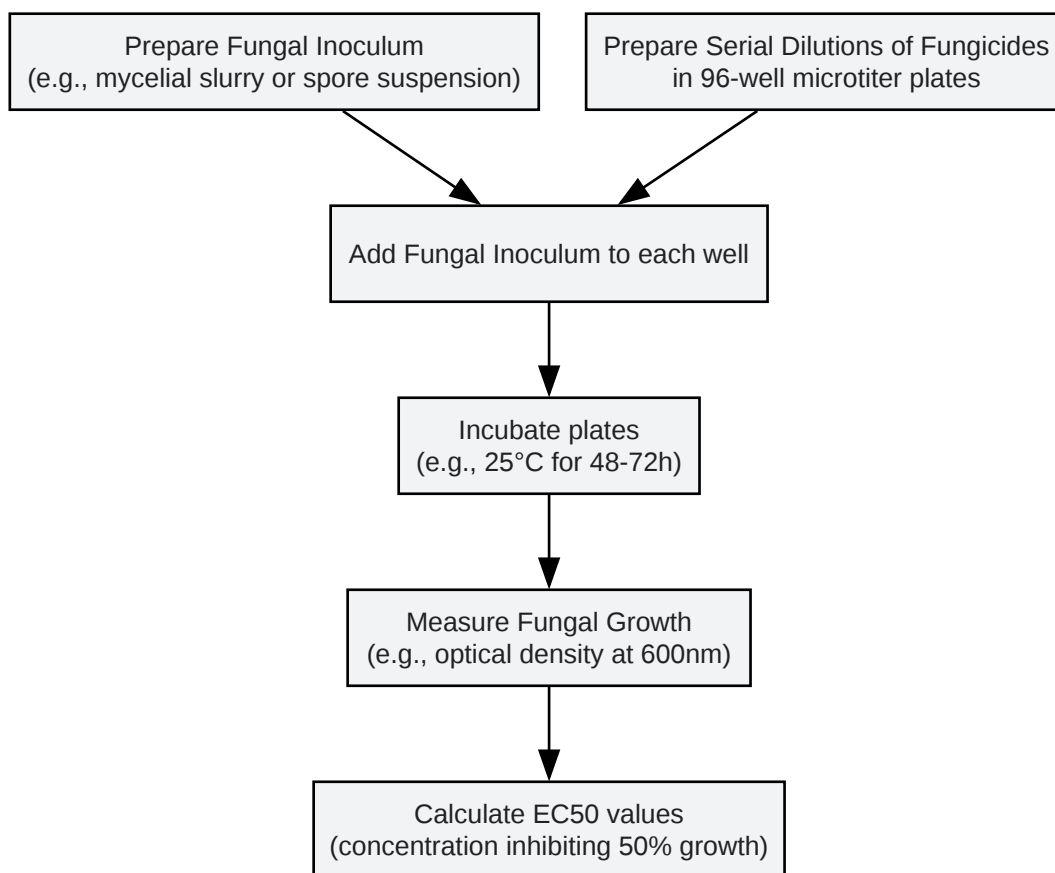 Prepare Fungal Inoculum
(e.g., mycelial slurry or spore suspension)
Prepare Serial Dilutions of Fungicides
in 96-well microtiter plates
Add Fungal Inoculum to each well
Incubate plates
(e.g., 25°C for 48-72h)
Measure Fungal Growth
(e.g., optical density at 600nm)
Calculate EC50 values
(concentration inhibiting 50% growth)